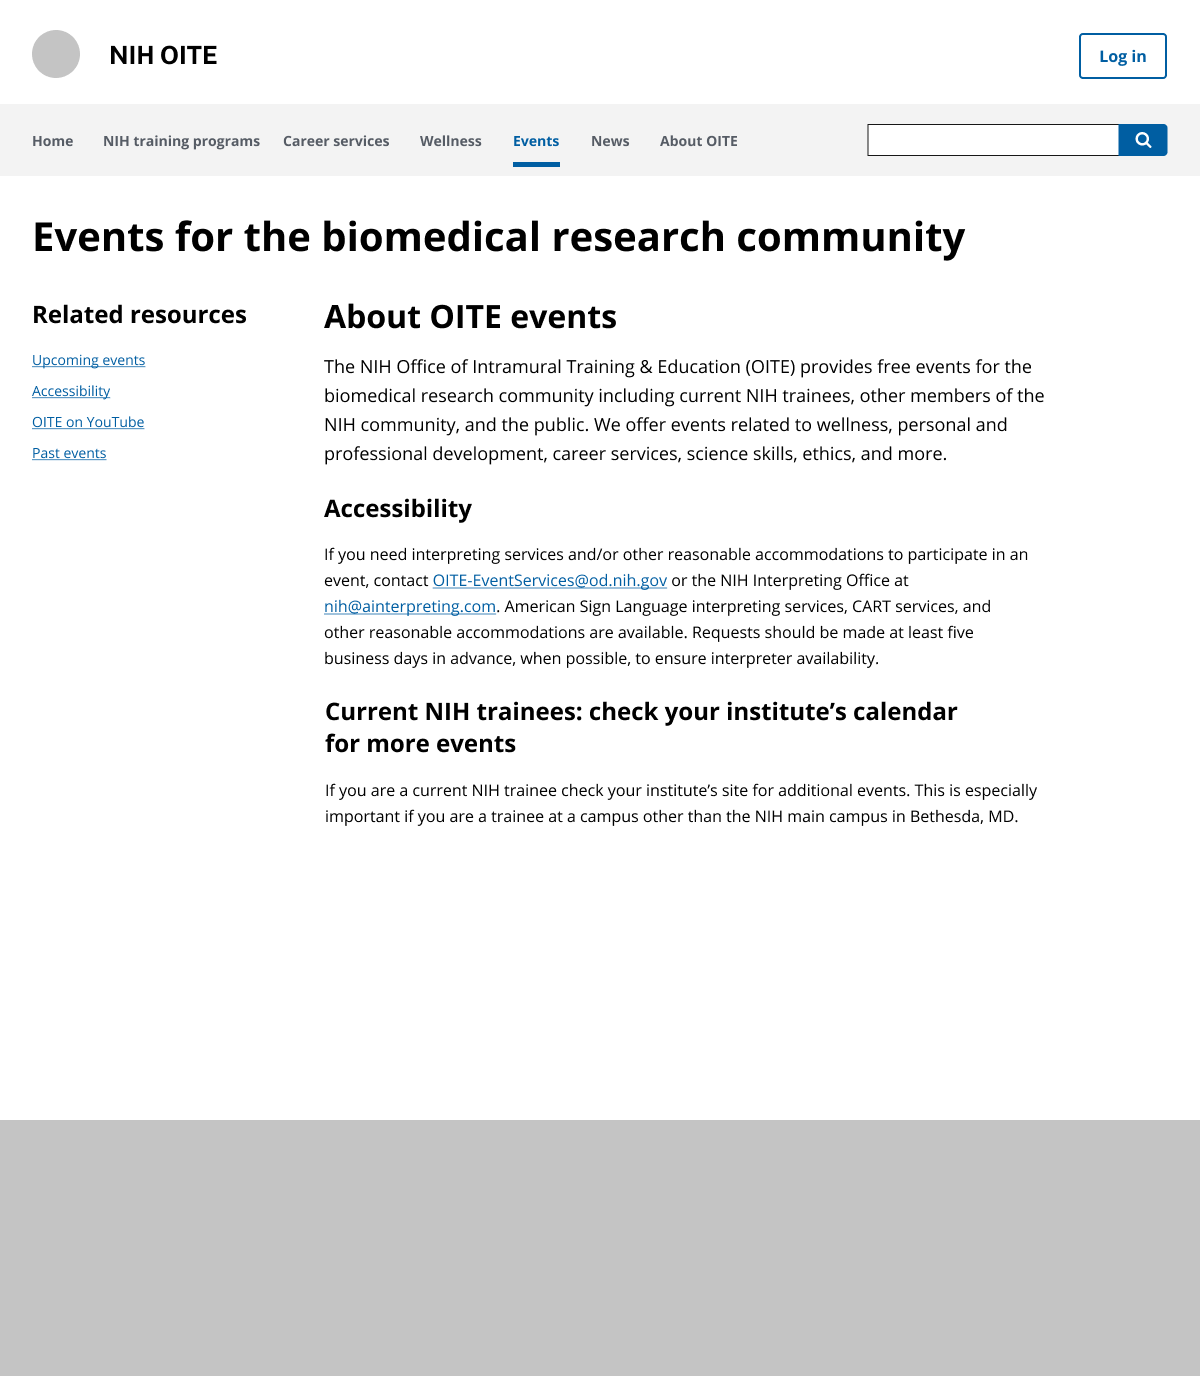 NIH OITE
Log in
Home
NIH training programs
Career services
Wellness
Events
News
About OITE
Events for the biomedical research community
Related resources
Upcoming events
Accessibility
OITE on YouTube
Past events
About OITE events
The NIH Office of Intramural Training & Education (OITE) provides free events for the
biomedical research community including current NIH trainees, other members of the
NIH community, and the public. We offer events related to wellness, personal and
professional development, career services, science skills, ethics, and more.
Accessibility
If you need interpreting services and/or other reasonable accommodations to participate in an
event, contact OITE-EventServices@od.nih.gov or the NIH Interpreting Office at
nih@ainterpreting.com. American Sign Language interpreting services, CART services, and
other reasonable accommodations are available. Requests should be made at least five
business days in advance, when possible, to ensure interpreter availability.
Current NIH trainees: check your institute’s calendar
for more events
If you are a current NIH trainee check your institute’s site for additional events. This is especially
important if you are a trainee at a campus other than the NIH main campus in Bethesda, MD.